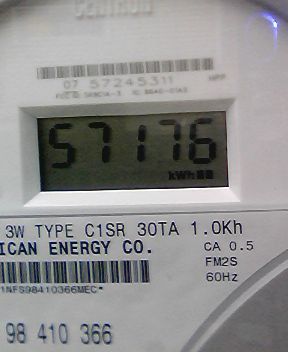 CENTRON
07 57245311
57176
kWh
3W TYPE C1SR 30TA 1.0Kh
ICAN ENERGY CO. CA 0.5
FM2S
60Hz
1NFS98410366MEC*
98 410 366